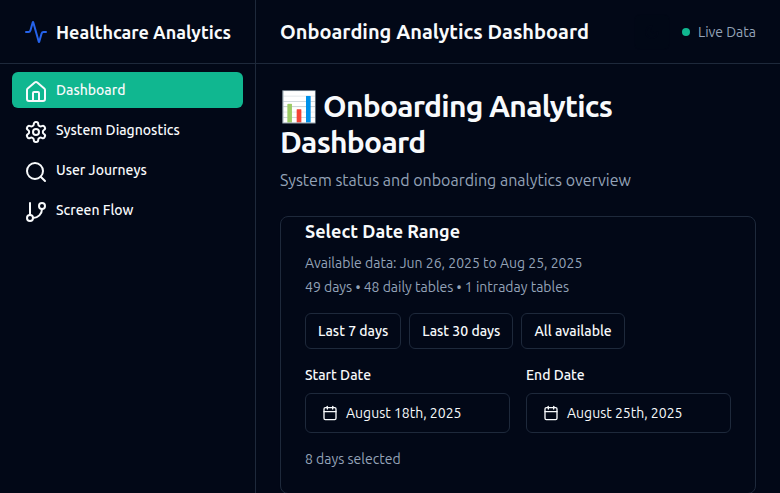 Healthcare Analytics
Onboarding Analytics Dashboard
Live Data
Dashboard
System Diagnostics
User Journeys
Screen Flow
📊 Onboarding Analytics
Dashboard
System status and onboarding analytics overview
Select Date Range
Available data: Jun 26, 2025 to Aug 25, 2025
49 days • 48 daily tables • 1 intraday tables
Last 7 days
Last 30 days
All available
Start Date
End Date
August 18th, 2025
August 25th, 2025
8 days selected